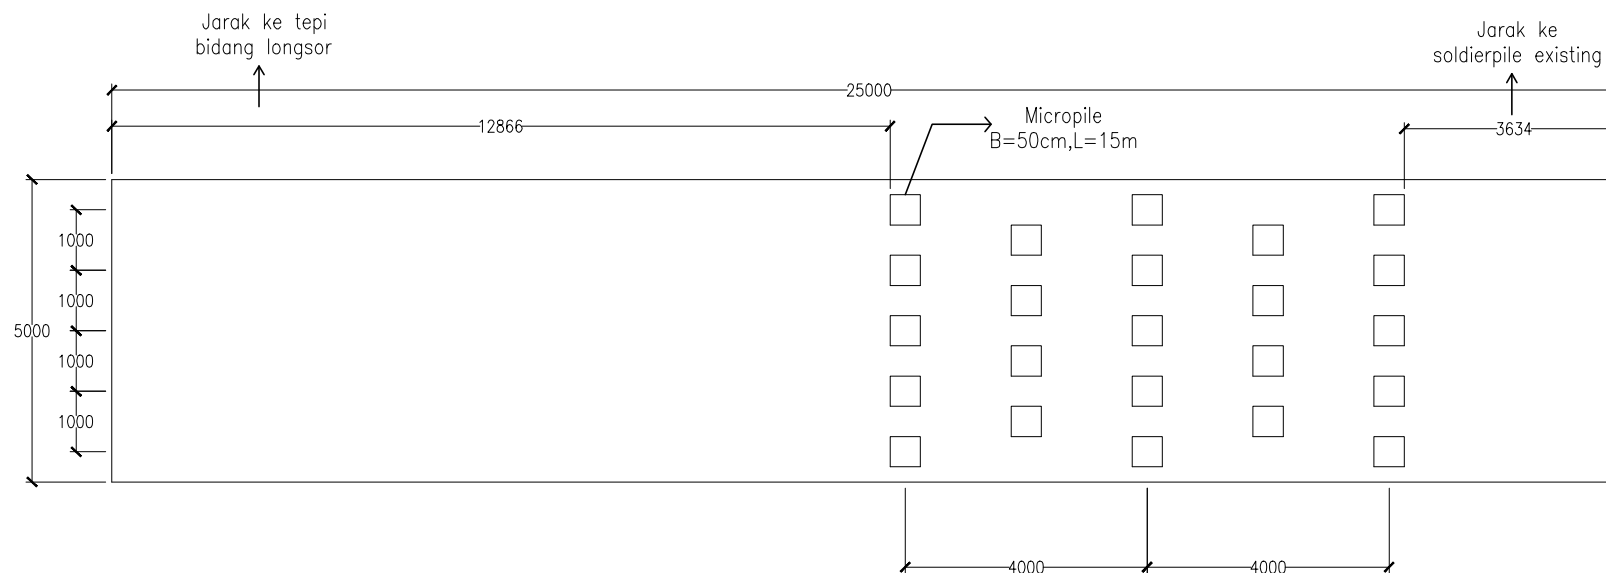 Jarak ke tepi
bidang longsor
Jarak ke
soldierpile existing
25000
12866
Micropile
B=50cm,L=15m
3634
1000
1000
5000
1000
1000
4000
4000